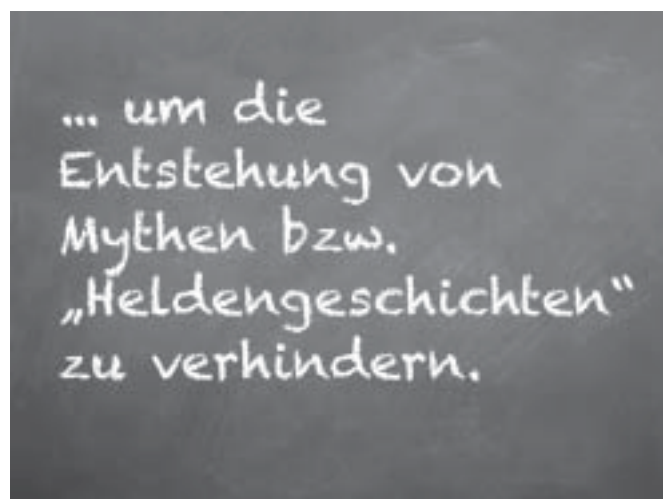 ... um die
Entstehung von
Mythen bzw.
„Heldengeschichten“
zu verhindern.